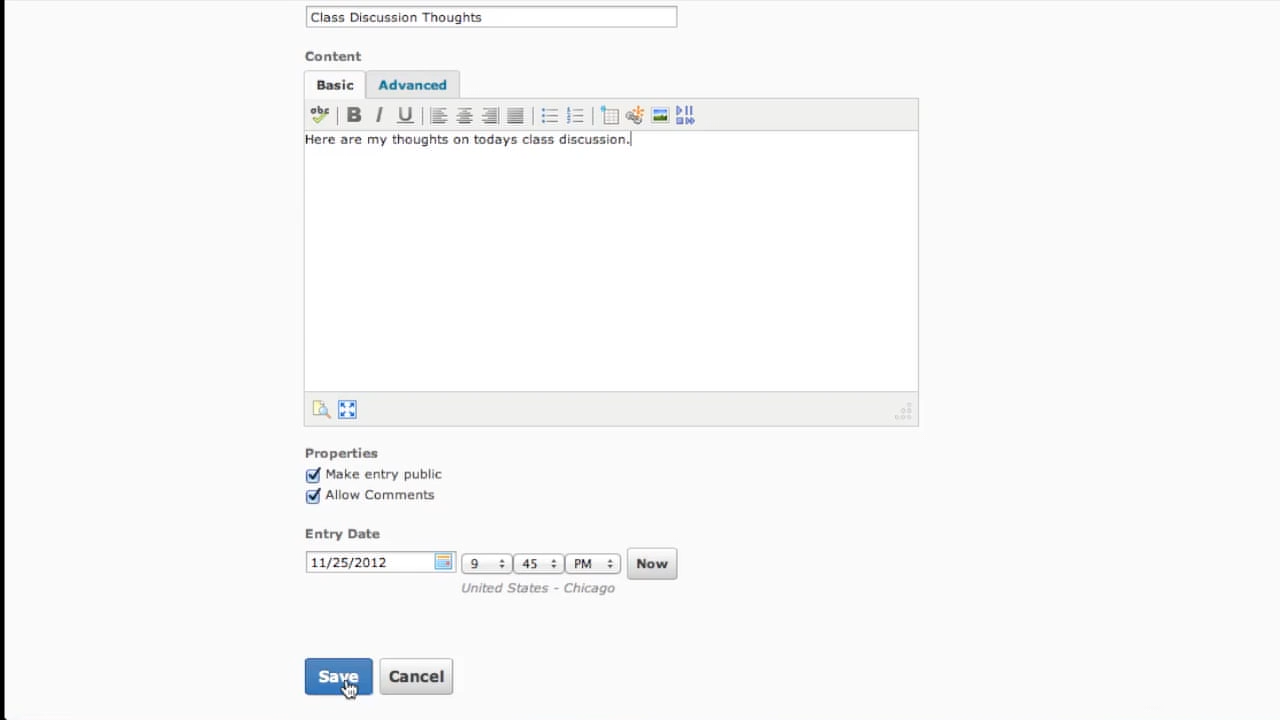 Class Discussion Thoughts
Content
Basic Advanced
abc B I U
Here are my thoughts on todays class discussion.
Properties
Make entry public
Allow Comments
Entry Date
11/25/2012 9 45 PM Now
United States - Chicago
Save Cancel